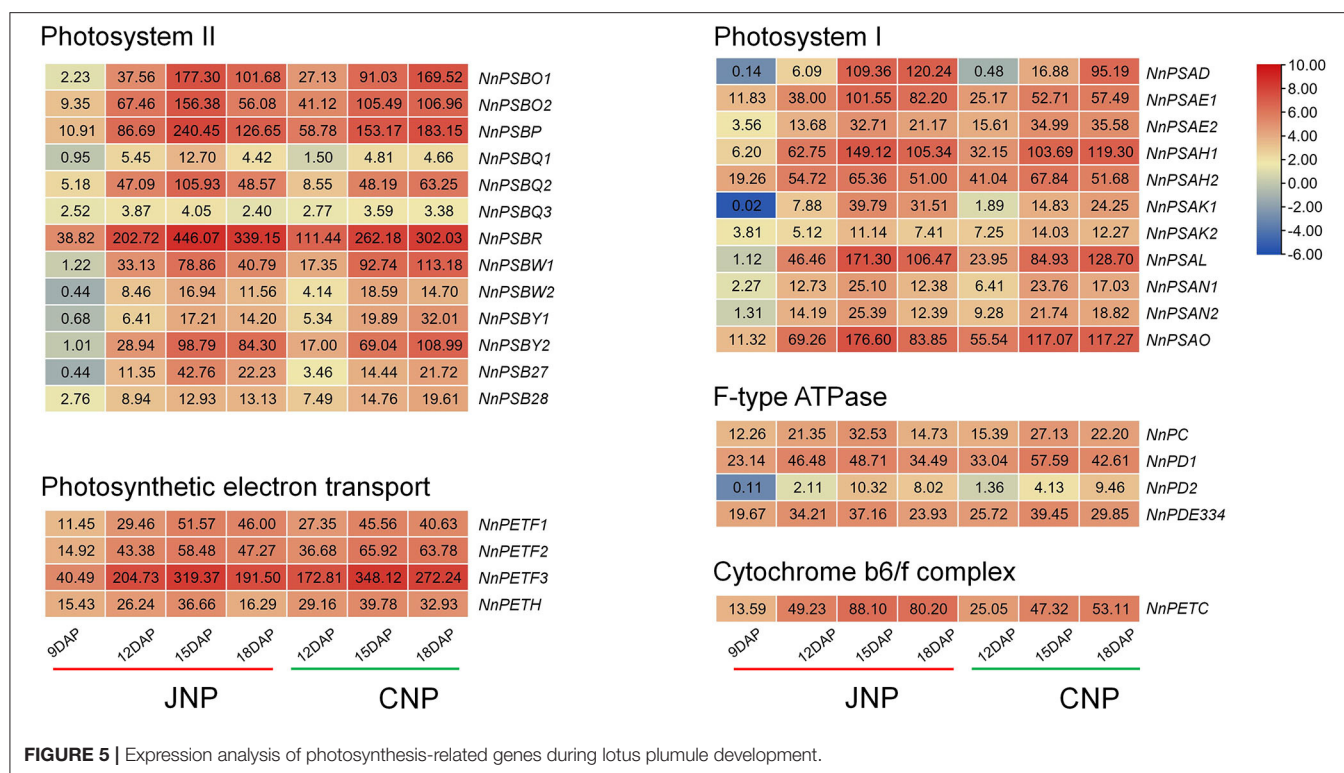 Photosystem II
2.23 37.56 177.30 101.68 27.13 91.03 169.52 NnPSBO1
9.35 67.46 156.38 56.08 41.12 105.49 106.96 NnPSBO2
10.91 86.69 240.45 126.65 58.78 153.17 183.15 NnPSBP
0.95 5.45 12.70 4.42 1.50 4.81 4.66 NnPSBQ1
5.18 47.09 105.93 48.57 8.55 48.19 63.25 NnPSBQ2
2.52 3.87 4.05 2.40 2.77 3.59 3.38 NnPSBQ3
38.82 202.72 446.07 339.15 111.44 262.18 302.03 NnPSBR
1.22 33.13 78.86 40.79 17.35 92.74 113.18 NnPSBW1
0.44 8.46 16.94 11.56 4.14 18.59 14.70 NnPSBW2
0.68 6.41 17.21 14.20 5.34 19.89 32.01 NnPSBY1
1.01 28.94 98.79 84.30 17.00 69.04 108.99 NnPSBY2
0.44 11.35 42.76 22.23 3.46 14.44 21.72 NnPSB27
2.76 8.94 12.93 13.13 7.49 14.76 19.61 NnPSB28
Photosynthetic electron transport
11.45 29.46 51.57 46.00 27.35 45.56 40.63 NnPETF1
14.92 43.38 58.48 47.27 36.68 65.92 63.78 NnPETF2
40.49 204.73 319.37 191.50 172.81 348.12 272.24 NnPETF3
15.43 26.24 36.66 16.29 29.16 39.78 32.93 NnPETH
9DAP 12DAP 15DAP 18DAP 12DAP 15DAP 18DAP
JNP CNP
Photosystem I
0.14 6.09 109.36 120.24 0.48 16.88 95.19 NnPSAD
11.83 38.00 101.55 82.20 25.17 52.71 57.49 NnPSAE1
3.56 13.68 32.71 21.17 15.61 34.99 35.58 NnPSAE2
6.20 62.75 149.12 105.34 32.15 103.69 119.30 NnPSAH1
19.26 54.72 65.36 51.00 41.04 67.84 51.68 NnPSAH2
0.02 7.88 39.79 31.51 1.89 14.83 24.25 NnPSAK1
3.81 5.12 11.14 7.41 7.25 14.03 12.27 NnPSAK2
1.12 46.46 171.30 106.47 23.95 84.93 128.70 NnPSAL
2.27 12.73 25.10 12.38 6.41 23.76 17.03 NnPSAN1
1.31 14.19 25.39 12.39 9.28 21.74 18.82 NnPSAN2
11.32 69.26 176.60 83.85 55.54 117.07 117.27 NnPSAO
10.00
8.00
6.00
4.00
2.00
0.00
-2.00
-4.00
-6.00
F-type ATPase
12.26 21.35 32.53 14.73 15.39 27.13 22.20 NnPC
23.14 46.48 48.71 34.49 33.04 57.59 42.61 NnPD1
0.11 2.11 10.32 8.02 1.36 4.13 9.46 NnPD2
19.67 34.21 37.16 23.93 25.72 39.45 29.85 NnPDE334
Cytochrome b6/f complex
13.59 49.23 88.10 80.20 25.05 47.32 53.11 NnPETC
9DAP 12DAP 15DAP 18DAP 12DAP 15DAP 18DAP
JNP CNP
FIGURE 5 | Expression analysis of photosynthesis-related genes during lotus plumule development.